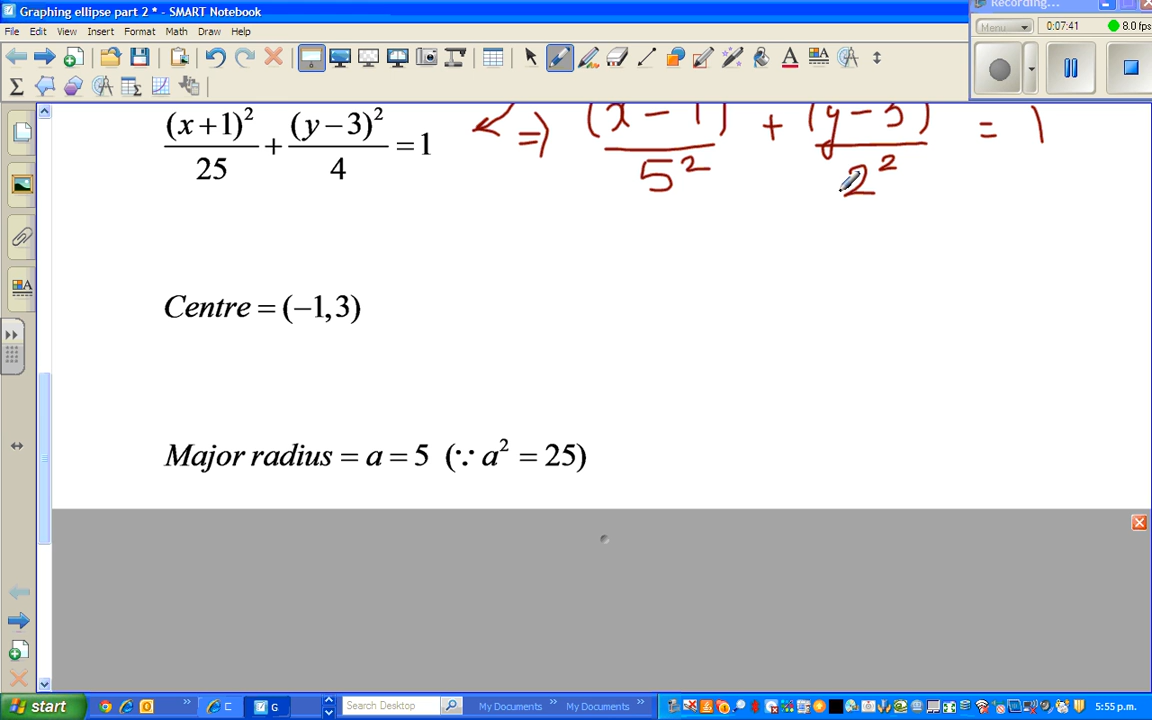 Graphing ellipse part 2 * - SMART Notebook
Recording...
File Edit View Insert Format Math Draw Help
Menu
0:07:41
8.0 fps
(x+1)²/25 + (y−3)²/4 = 1
⇒ (x − 1)/5² + (y − 3)/2² = 1
Centre = (−1,3)
Major radius = a = 5 (∵ a² = 25)
start
C
G
Search Desktop
My Documents
My Documents
5:55 p.m.